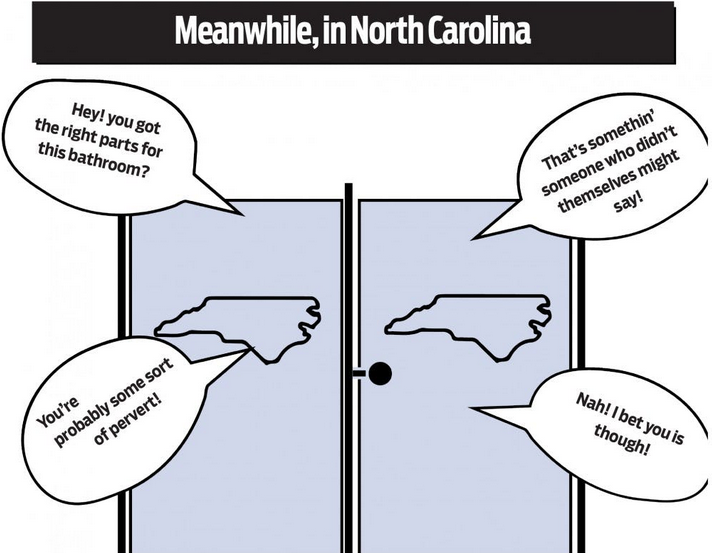 Meanwhile, in North Carolina
Hey! you got
the right parts for
this bathroom?
That's somethin'
someone who didn't
themselves might
say!
You're
probably some sort
of pervert!
Nah! I bet you is
though!